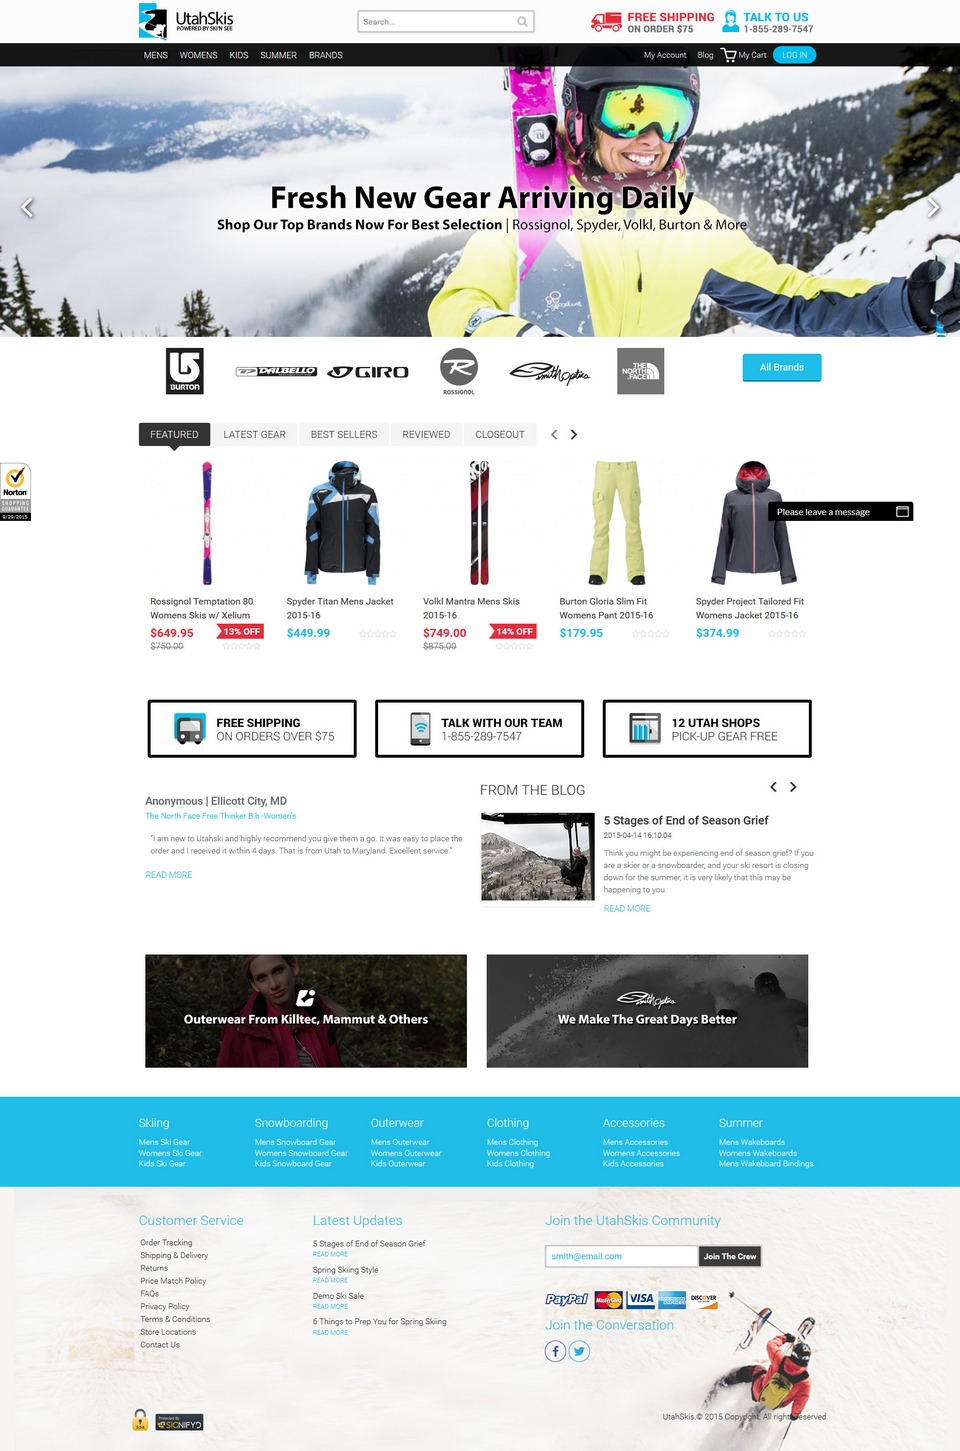 UtahSkis
POWERED BY SKI'N SEE
Search...
FREE SHIPPING
ON ORDER $75
TALK TO US
1-855-289-7547
MENS WOMENS KIDS SUMMER BRANDS
My Account Blog My Cart LOG IN
Fresh New Gear Arriving Daily
Shop Our Top Brands Now For Best Selection | Rossignol, Spyder, Volkl, Burton & More
BURTON
DALBELLO
GIRO
R
ROSSIGNOL
Smith Optics
THE
NORTH
FACE
All Brands
FEATURED LATEST GEAR BEST SELLERS REVIEWED CLOSEOUT
Norton
SHOPPING
GUARANTEE
9/29/2015
Please leave a message
Rossignol Temptation 80
Womens Skis w/ Xelium
$649.95 13% OFF
$750.00
Spyder Titan Mens Jacket
2015-16
$449.99
Volkl Mantra Mens Skis
2015-16
$749.00 14% OFF
$875.00
Burton Gloria Slim Fit
Womens Pant 2015-16
$179.95
Spyder Project Tailored Fit
Womens Jacket 2015-16
$374.99
FREE SHIPPING
ON ORDERS OVER $75
TALK WITH OUR TEAM
1-855-289-7547
12 UTAH SHOPS
PICK-UP GEAR FREE
Anonymous | Ellicott City, MD
The North Face Free Thinker Bib -Women's
"I am new to Utahski and highly recommend you give them a go. It was easy to place the
order and I received it within 4 days. That is from Utah to Maryland. Excellent service."
READ MORE
FROM THE BLOG
5 Stages of End of Season Grief
2015-04-14 16:10:04
Think you might be experiencing end of season grief? If you
are a skier or a snowboarder, and your ski resort is closing
down for the summer, it is very likely that this may be
happening to you.
READ MORE
Outerwear From Killtec, Mammut & Others
Smith Optics
We Make The Great Days Better
Skiing
Mens Ski Gear
Womens Ski Gear
Kids Ski Gear
Snowboarding
Mens Snowboard Gear
Womens Snowboard Gear
Kids Snowboard Gear
Outerwear
Mens Outerwear
Womens Outerwear
Kids Outerwear
Clothing
Mens Clothing
Womens Clothing
Kids Clothing
Accessories
Mens Accessories
Womens Accessories
Kids Accessories
Summer
Mens Wakeboards
Womens Wakeboards
Mens Wakeboard Bindings
Customer Service
Order Tracking
Shipping & Delivery
Returns
Price Match Policy
FAQs
Privacy Policy
Terms & Conditions
Store Locations
Contact Us
Latest Updates
5 Stages of End of Season Grief
READ MORE
Spring Skiing Style
READ MORE
Demo Ski Sale
READ MORE
6 Things to Prep You for Spring Skiing
READ MORE
Join the UtahSkis Community
smith@email.com Join The Crew
PayPal MasterCard VISA AMERICAN EXPRESS DISCOVER
Join the Conversation
SSL
Protected By
SIGNIFYD
UtahSkis.© 2015 Copyright. All rights reserved.